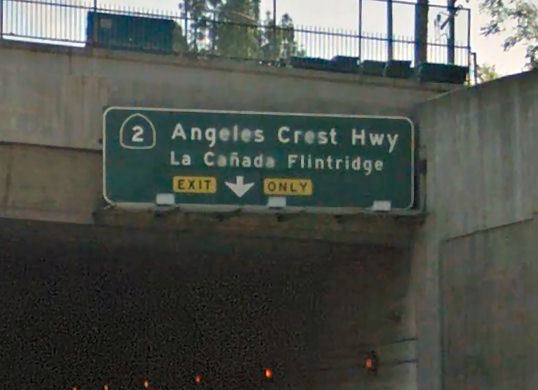 2 Angeles Crest Hwy
La Cañada Flintridge
EXIT ONLY